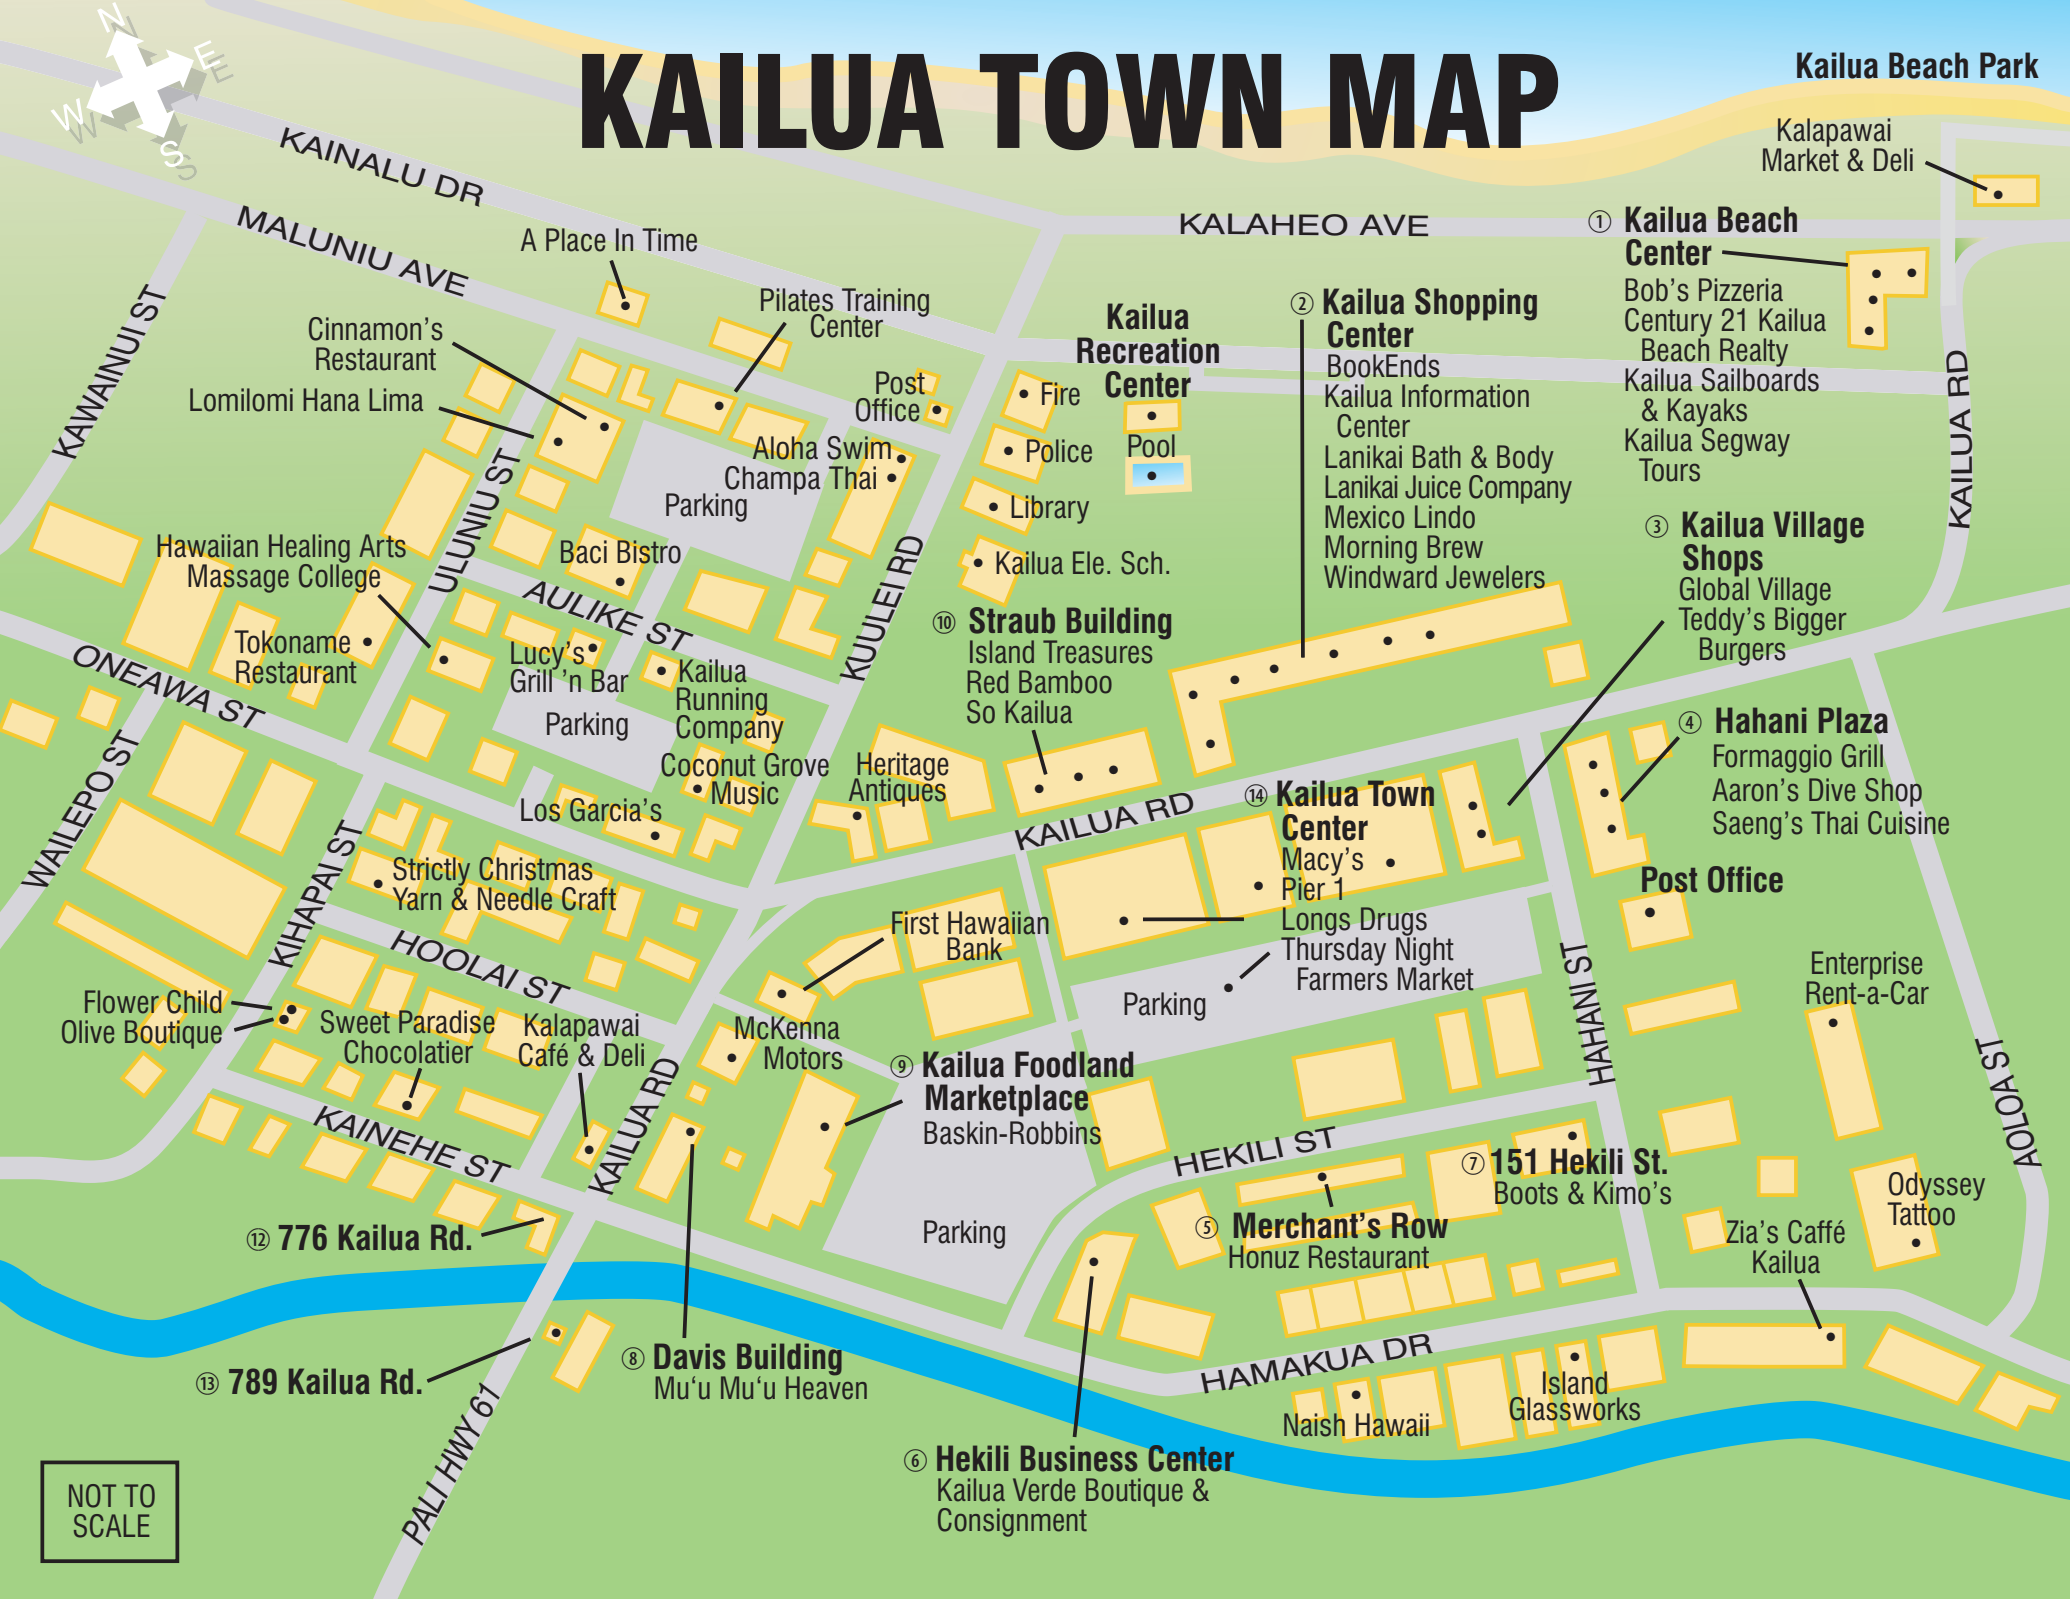 KAILUA TOWN MAP
N
E
W
S
Kailua Beach Park
Kalapawai
Market & Deli
KAINALU DR
MALUNIU AVE
KALAHEO AVE
KAWAINUI ST
A Place In Time
Pilates Training
Center
Cinnamon's
Restaurant
Lomilomi Hana Lima
Post
Office
Aloha Swim
Champa Thai
Parking
Fire
Police
Library
Kailua Ele. Sch.
Kailua
Recreation
Center
Pool
① Kailua Beach
Center
Bob's Pizzeria
Century 21 Kailua
Beach Realty
Kailua Sailboards
& Kayaks
Kailua Segway
Tours
② Kailua Shopping
Center
BookEnds
Kailua Information
Center
Lanikai Bath & Body
Lanikai Juice Company
Mexico Lindo
Morning Brew
Windward Jewelers
KAILUA RD
③ Kailua Village
Shops
Global Village
Teddy's Bigger
Burgers
④ Hahani Plaza
Formaggio Grill
Aaron's Dive Shop
Saeng's Thai Cuisine
Post Office
Hawaiian Healing Arts
Massage College
ULUNIU ST
Baci Bistro
AULIKE ST
KUULEI RD
Tokoname
Restaurant
Lucy's
Grill 'n Bar
Kailua
Running
Company
Parking
ONEAWA ST
Coconut Grove
Music
Los Garcia's
Heritage
Antiques
⑩ Straub Building
Island Treasures
Red Bamboo
So Kailua
KAILUA RD
⑭ Kailua Town
Center
Macy's
Pier 1
Longs Drugs
Thursday Night
Farmers Market
Parking
WAILEPO ST
KIHAPAI ST
Strictly Christmas
Yarn & Needle Craft
HOOLAI ST
First Hawaiian
Bank
Flower Child
Olive Boutique
Sweet Paradise
Chocolatier
Kalapawai
Café & Deli
McKenna
Motors
⑨ Kailua Foodland
Marketplace
Baskin-Robbins
HAHANI ST
Enterprise
Rent-a-Car
AOLOA ST
KAINEHE ST
KAILUA RD
HEKILI ST
⑦ 151 Hekili St.
Boots & Kimo's
⑤ Merchant's Row
Honuz Restaurant
Parking
Odyssey
Tattoo
Zia's Caffé
Kailua
⑫ 776 Kailua Rd.
⑬ 789 Kailua Rd.
⑧ Davis Building
Mu‘u Mu‘u Heaven
HAMAKUA DR
Naish Hawaii
Island
Glassworks
⑥ Hekili Business Center
Kailua Verde Boutique &
Consignment
PALI HWY 61
NOT TO
SCALE